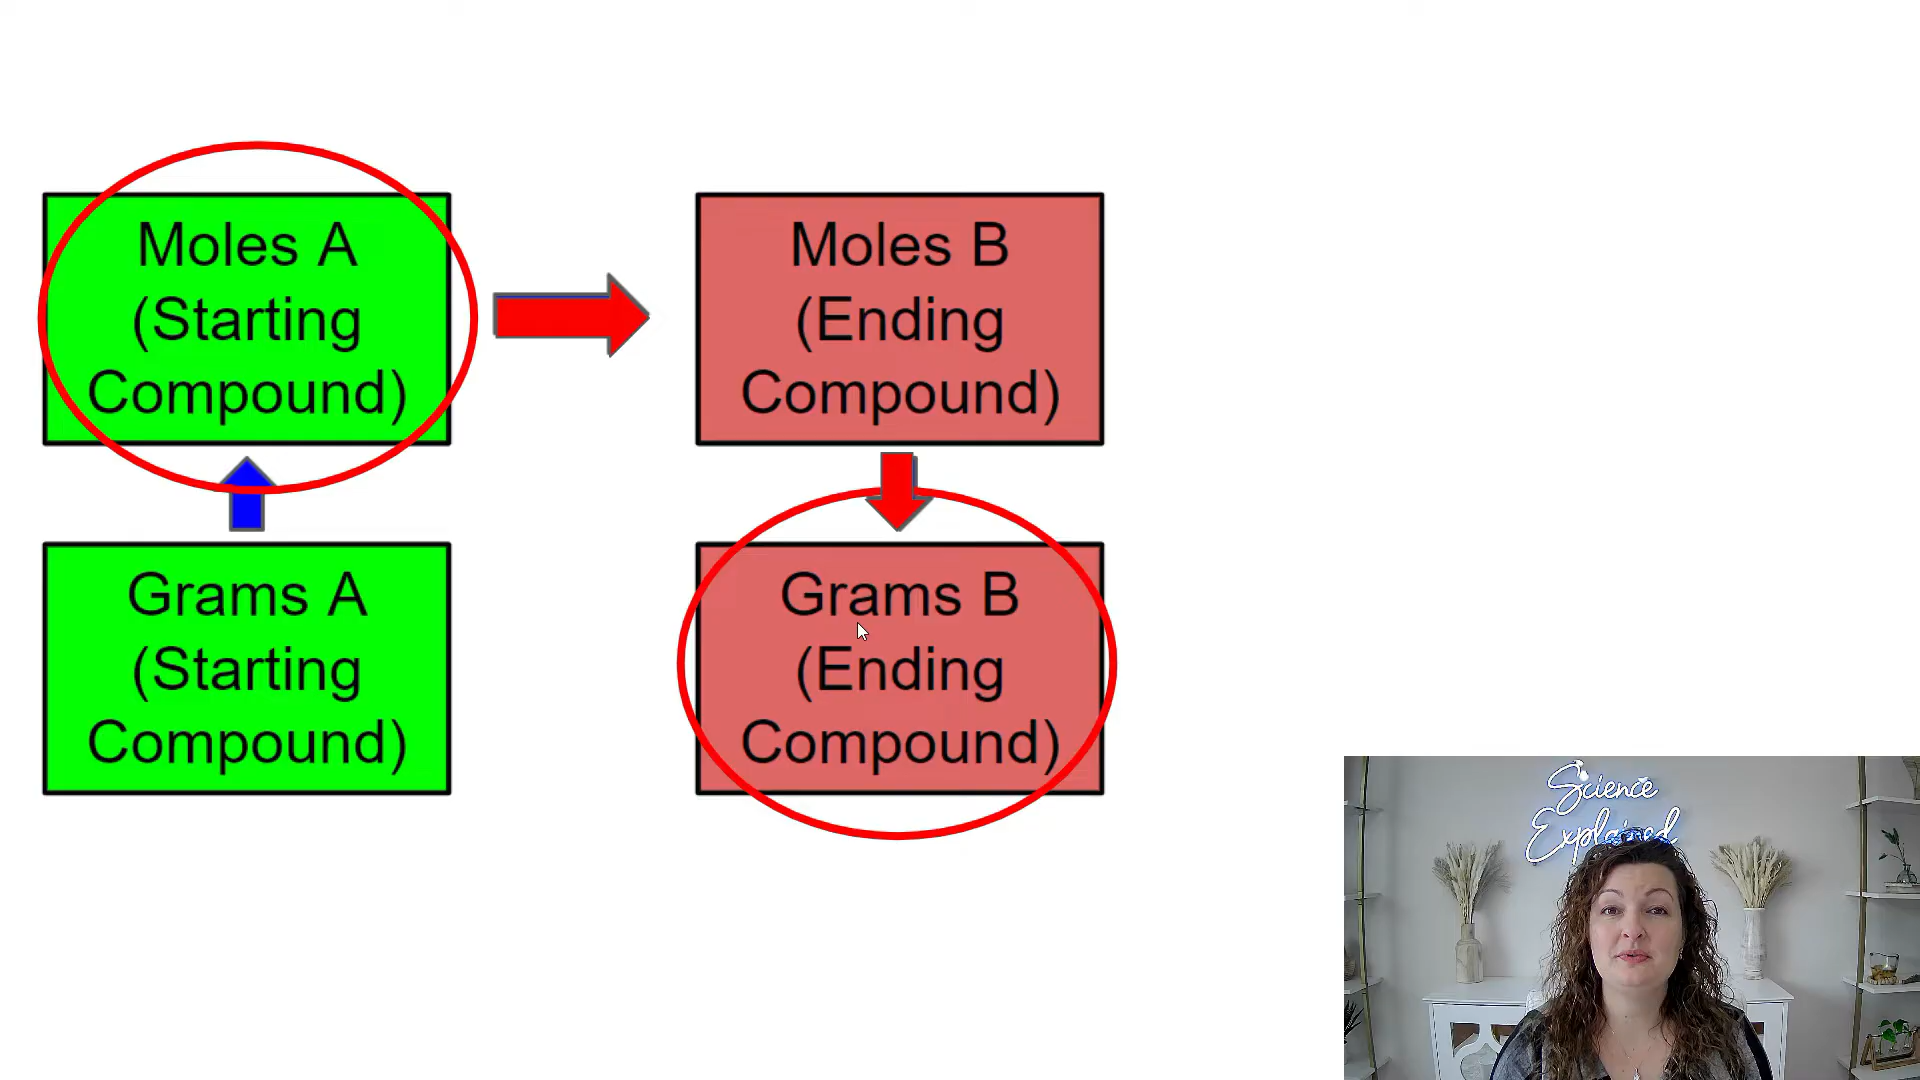 Moles A
(Starting
Compound)
Moles B
(Ending
Compound)
Grams A
(Starting
Compound)
Grams B
(Ending
Compound)
Science
Explained